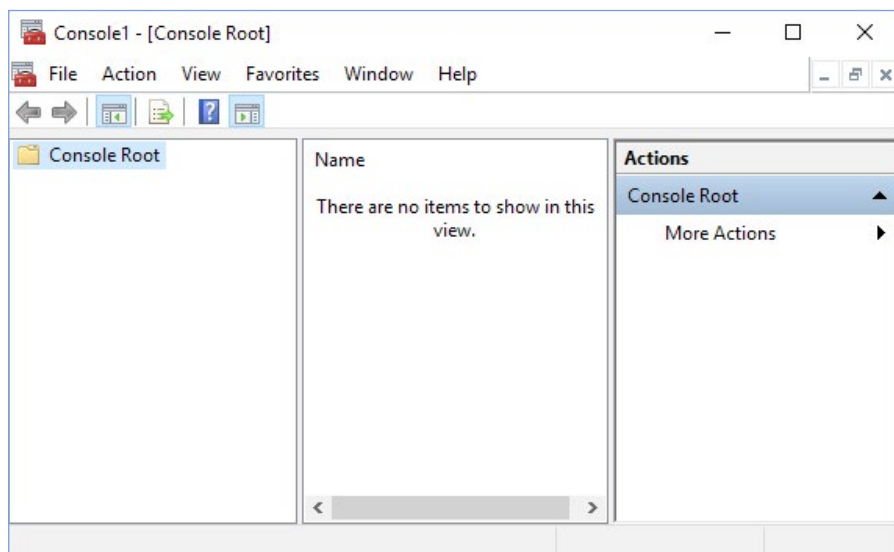 Console1 - [Console Root]
File Action View Favorites Window Help
Console Root
Name
There are no items to show in this
view.
Actions
Console Root
More Actions